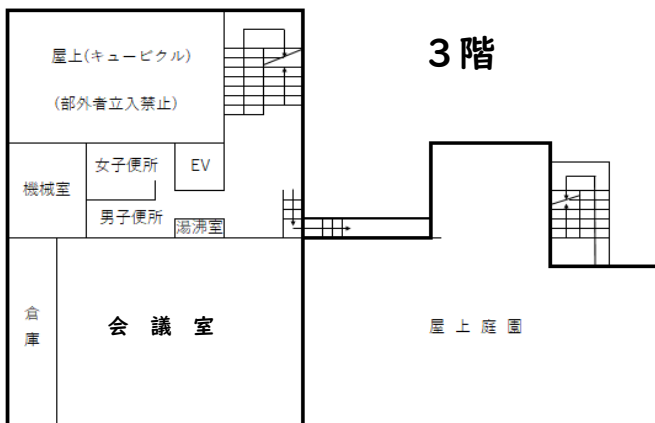 3階
屋上(キュービクル)
(部外者立入禁止)
機械室
女子便所
EV
男子便所
湯沸室
倉庫
会議室
屋上庭園